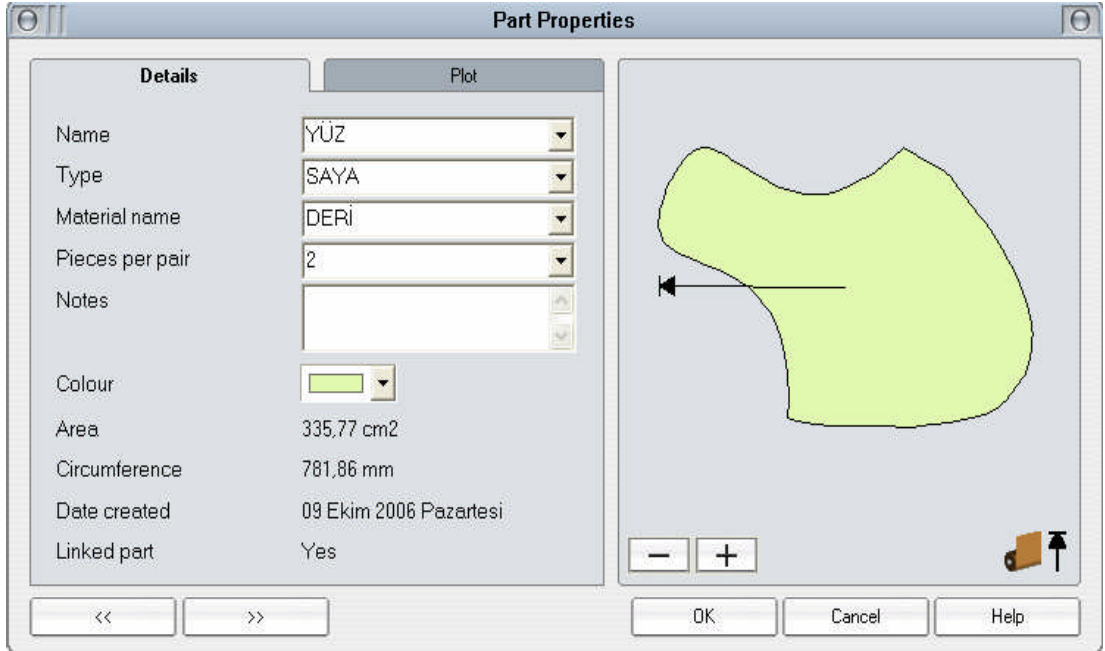 Part Properties
Details
Plot
Name
YÜZ
Type
SAYA
Material name
DERİ
Pieces per pair
2
Notes
Colour
Area
335,77 cm2
Circumference
781,86 mm
Date created
09 Ekim 2006 Pazartesi
Linked part
Yes
− +
<< >>
OK Cancel Help